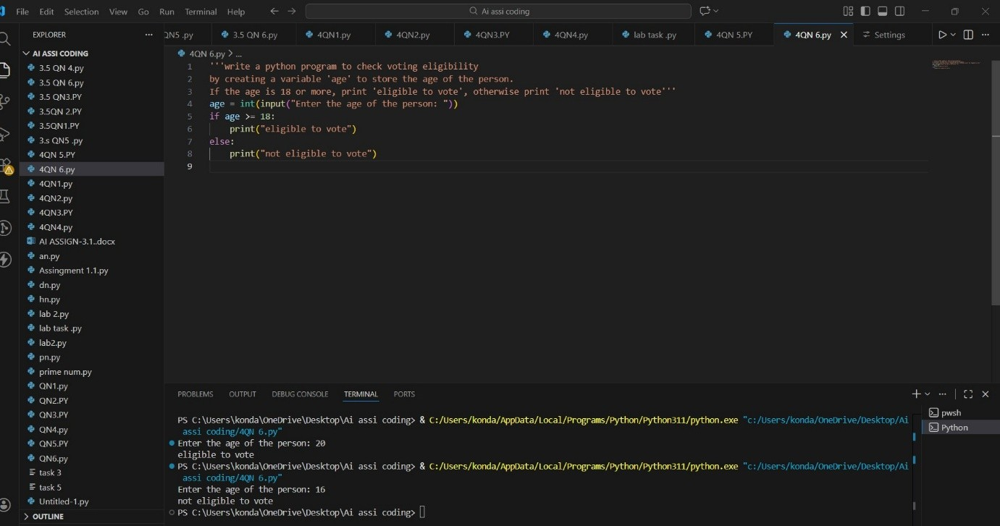 File Edit Selection View Go Run Terminal Help
Ai assi coding
EXPLORER
QN5 .py 3.5 QN 6.py 4QN1.py 4QN2.py 4QN3.PY 4QN4.py lab task .py 4QN 5.PY 4QN 6.py Settings
AI ASSI CODING
3.5 QN 4.py
3.5 QN 6.py
3.5 QN3.PY
3.5QN 2.PY
3.5QN1.PY
3.s QN5 .py
4QN 5.PY
4QN 6.py
4QN1.py
4QN2.py
4QN3.PY
4QN4.py
AI ASSIGN-3.1..docx
an.py
Assingment 1.1.py
dn.py
hn.py
lab 2.py
lab task .py
lab2.py
pn.py
prime num.py
QN1.py
QN2.PY
QN3.PY
QN4.py
QN5.PY
QN6.py
task 3
task 5
Untitled-1.py
OUTLINE
4QN 6.py > ...
1 '''write a python program to check voting eligibility
2 by creating a variable 'age' to store the age of the person.
3 If the age is 18 or more, print 'eligible to vote', otherwise print 'not eligible to vote'''
4 age = int(input("Enter the age of the person: "))
5 if age >= 18:
6     print("eligible to vote")
7 else:
8     print("not eligible to vote")
9
PROBLEMS OUTPUT DEBUG CONSOLE TERMINAL PORTS
PS C:\Users\konda\OneDrive\Desktop\Ai assi coding> & C:/Users/konda/AppData/Local/Programs/Python/Python311/python.exe "c:/Users/konda/OneDrive/Desktop/Ai
assi coding/4QN 6.py"
Enter the age of the person: 20
eligible to vote
PS C:\Users\konda\OneDrive\Desktop\Ai assi coding> & C:/Users/konda/AppData/Local/Programs/Python/Python311/python.exe "c:/Users/konda/OneDrive/Desktop/Ai
assi coding/4QN 6.py"
Enter the age of the person: 16
not eligible to vote
PS C:\Users\konda\OneDrive\Desktop\Ai assi coding>
pwsh
Python